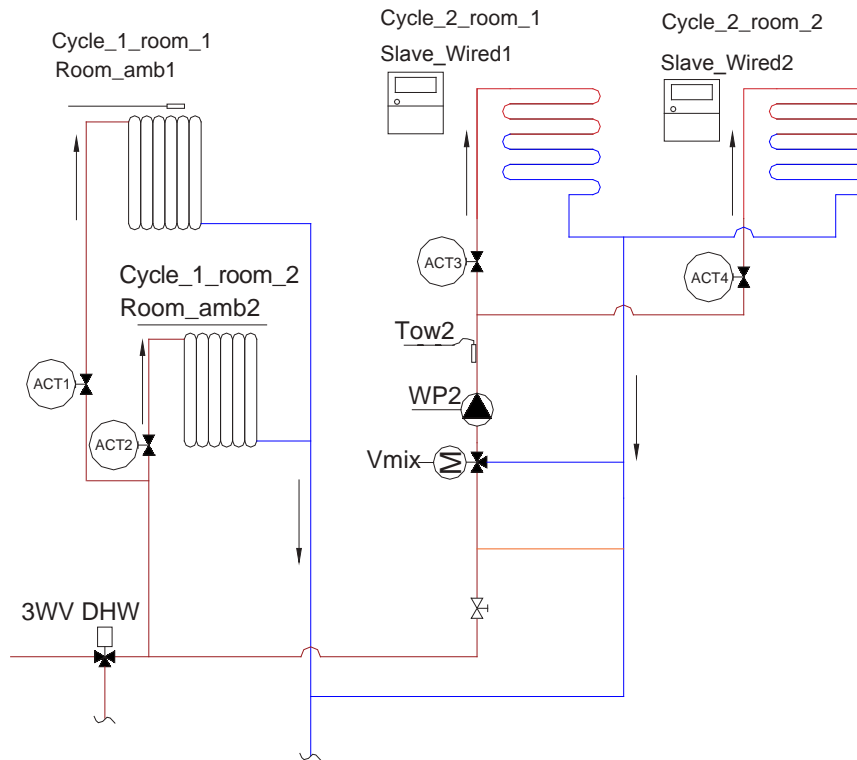 Cycle_1_room_1
Room_amb1
Cycle_2_room_1
Slave_Wired1
Cycle_2_room_2
Slave_Wired2
ACT3
ACT4
Cycle_1_room_2
Room_amb2
Tow2
ACT1
WP2
ACT2
Vmix
M
3WV DHW